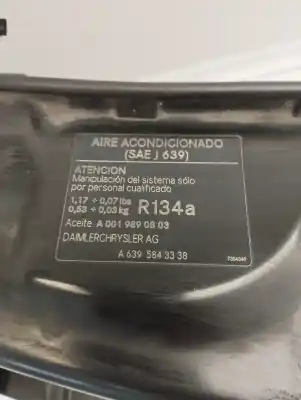 AIRE ACONDICIONADO
(SAE J 639)
ATENCION
Manipulación del sistema sólo
por personal cualificado
1,17 ÷ 0,07 lbs
0,53 ÷ 0,03 kg R134a
Aceite A 001 989 08 03
DAIMLERCHRYSLER AG
A 639 584 33 38